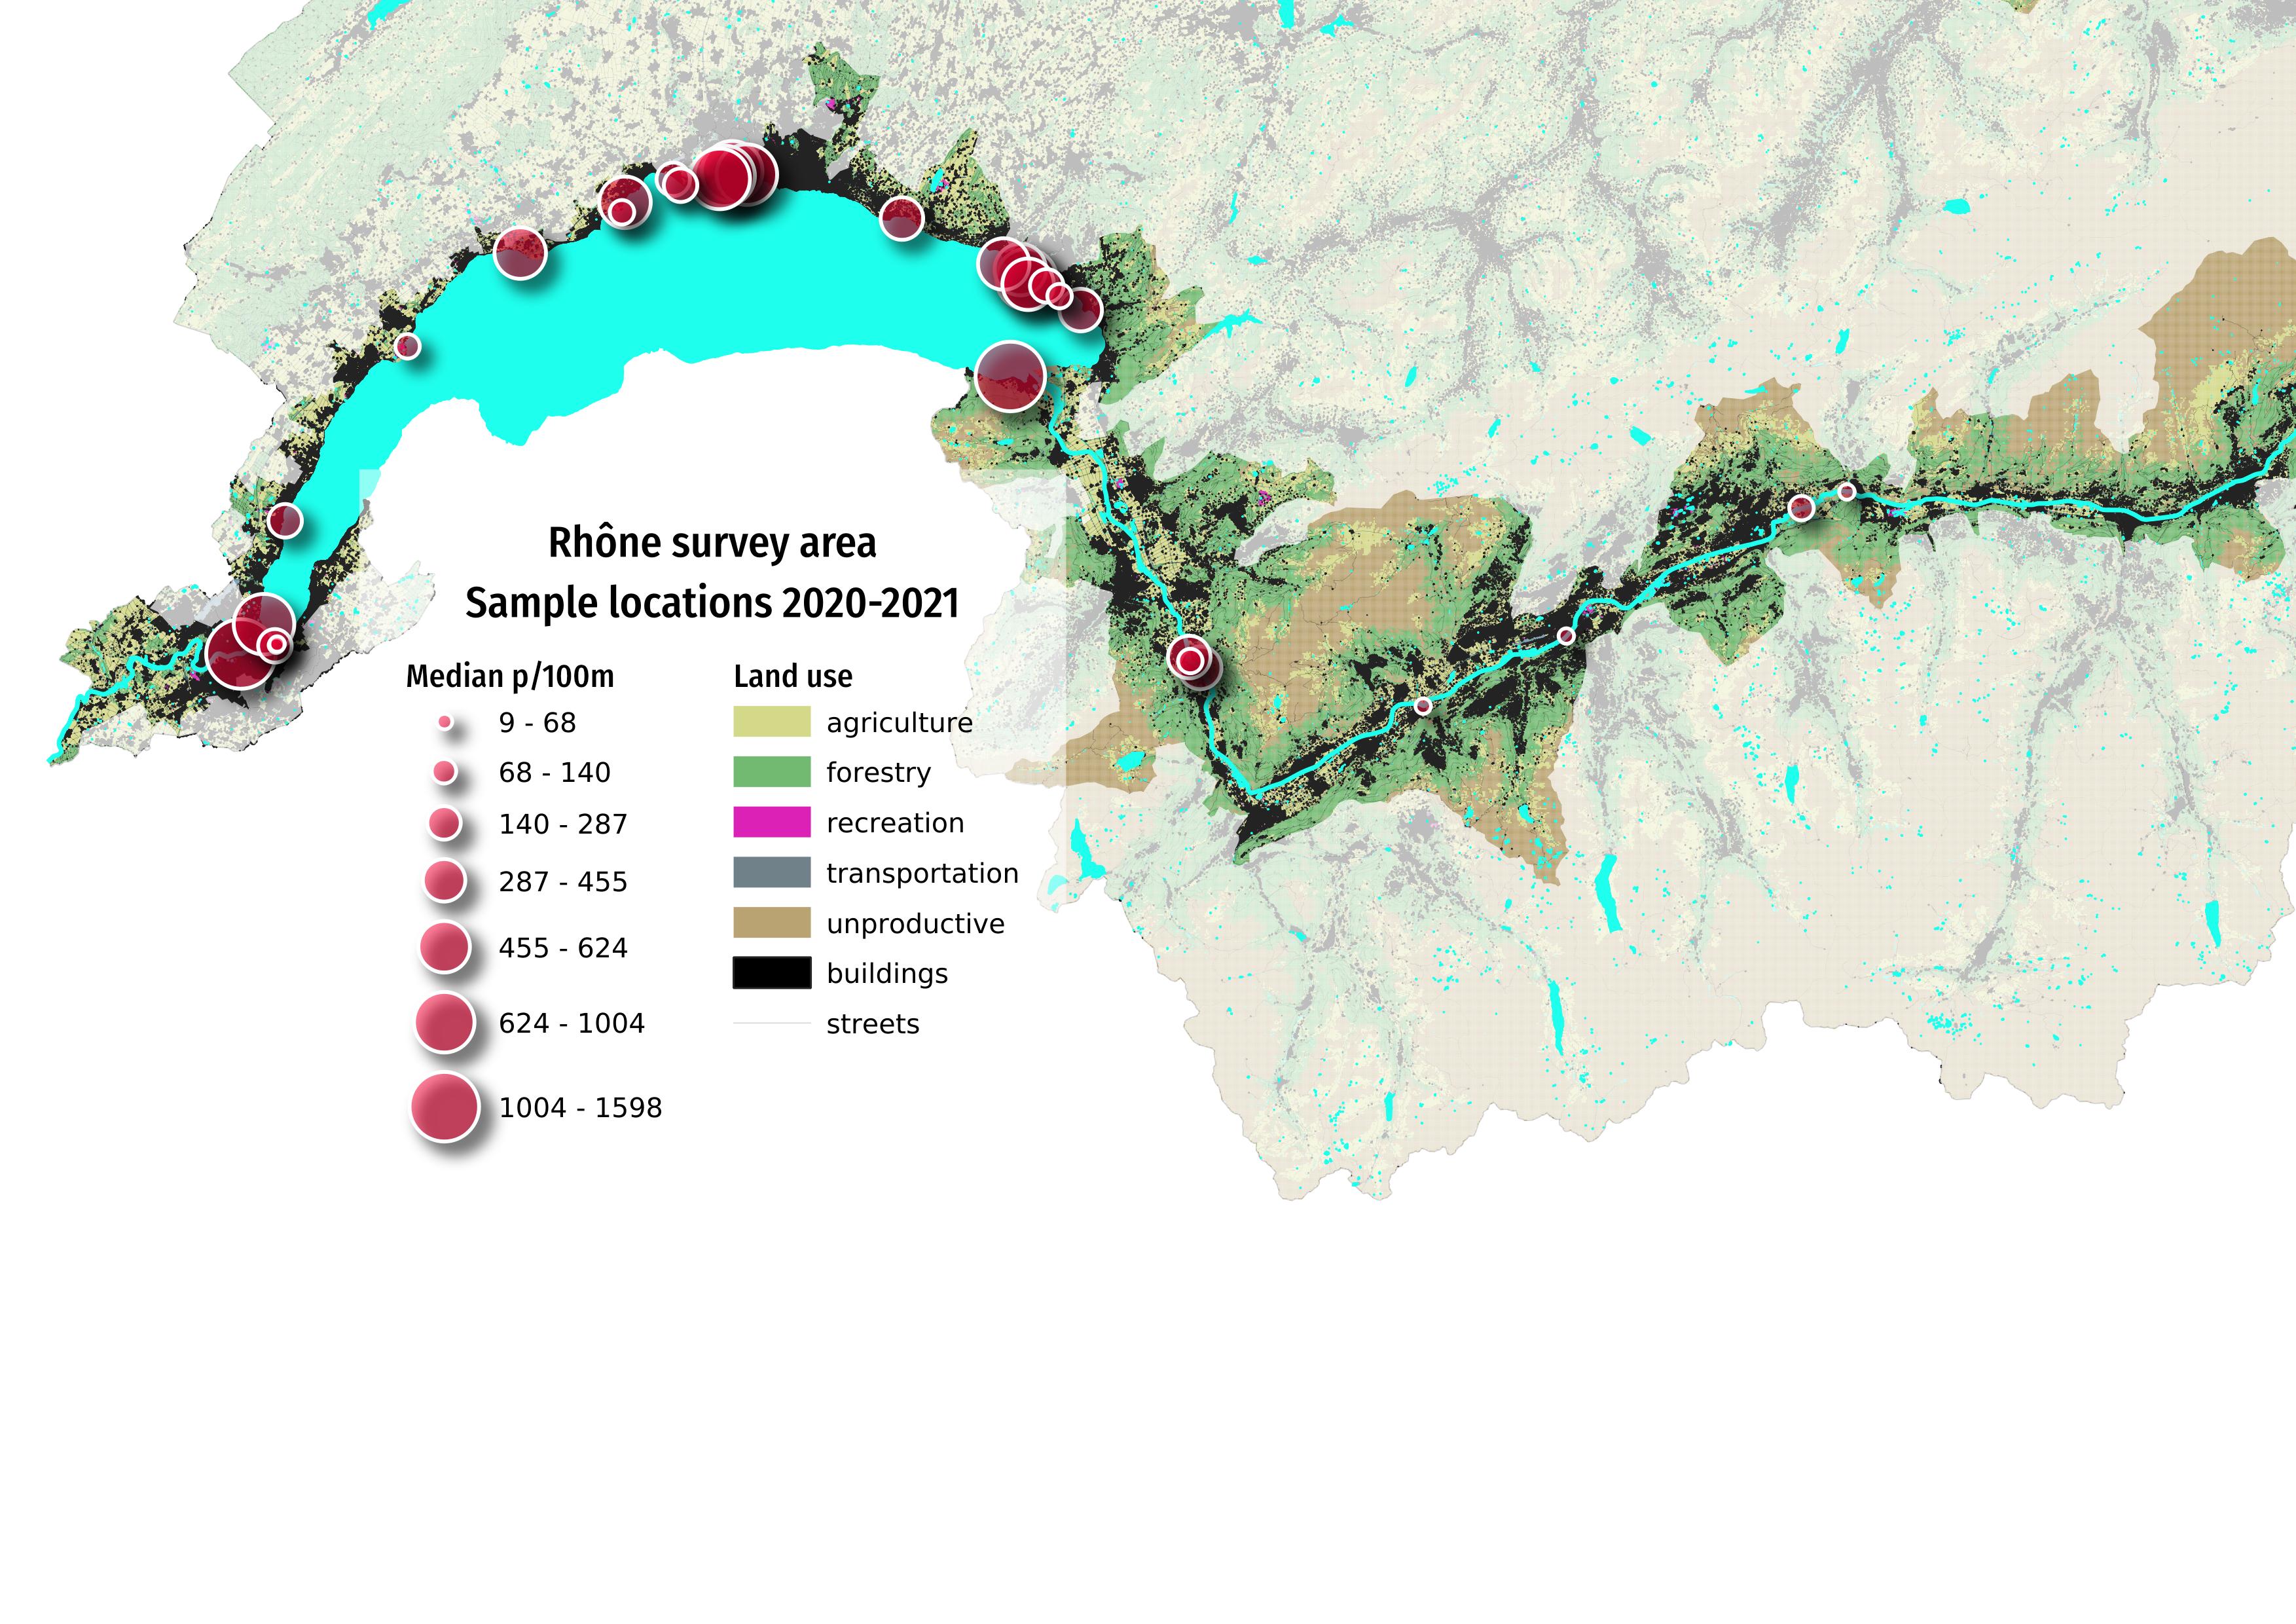 Rhône survey area
Sample locations 2020-2021
Median p/100m
9 - 68
68 - 140
140 - 287
287 - 455
455 - 624
624 - 1004
1004 - 1598
Land use
agriculture
forestry
recreation
transportation
unproductive
buildings
streets